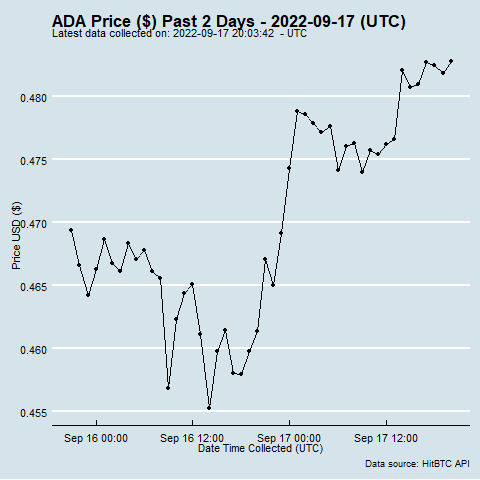 ADA Price ($) Past 2 Days - 2022-09-17 (UTC)
Latest data collected on: 2022-09-17 20:03:42  - UTC
Price USD ($)
0.480
0.475
0.470
0.465
0.460
0.455
Sep 16 00:00
Sep 16 12:00
Sep 17 00:00
Sep 17 12:00
Date Time Collected (UTC)
Data source: HitBTC API